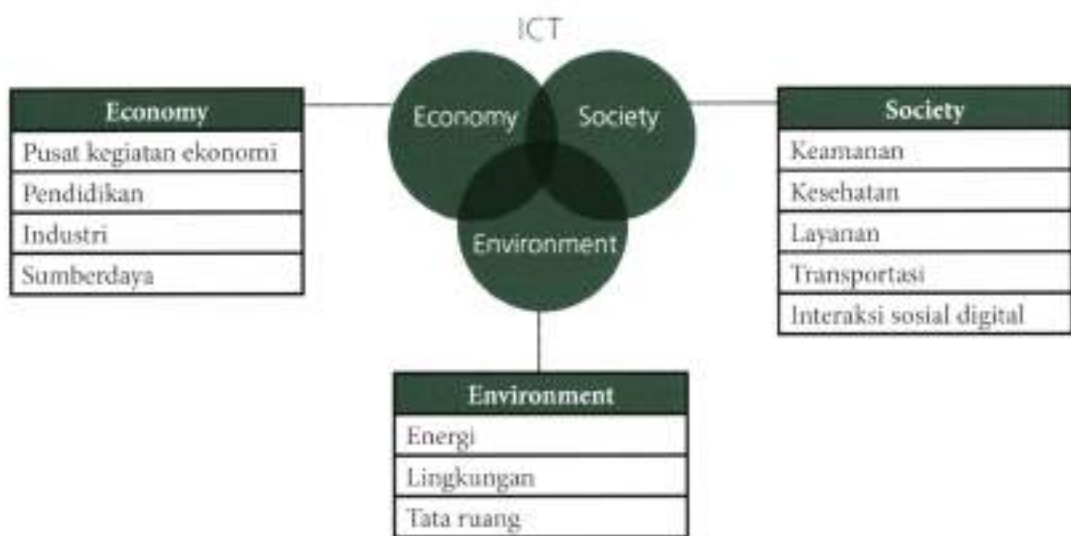 ICT
Economy
Society
Environment
Economy
Pusat kegiatan ekonomi
Pendidikan
Industri
Sumberdaya
Society
Keamanan
Kesehatan
Layanan
Transportasi
Interaksi sosial digital
Environment
Energi
Lingkungan
Tata ruang